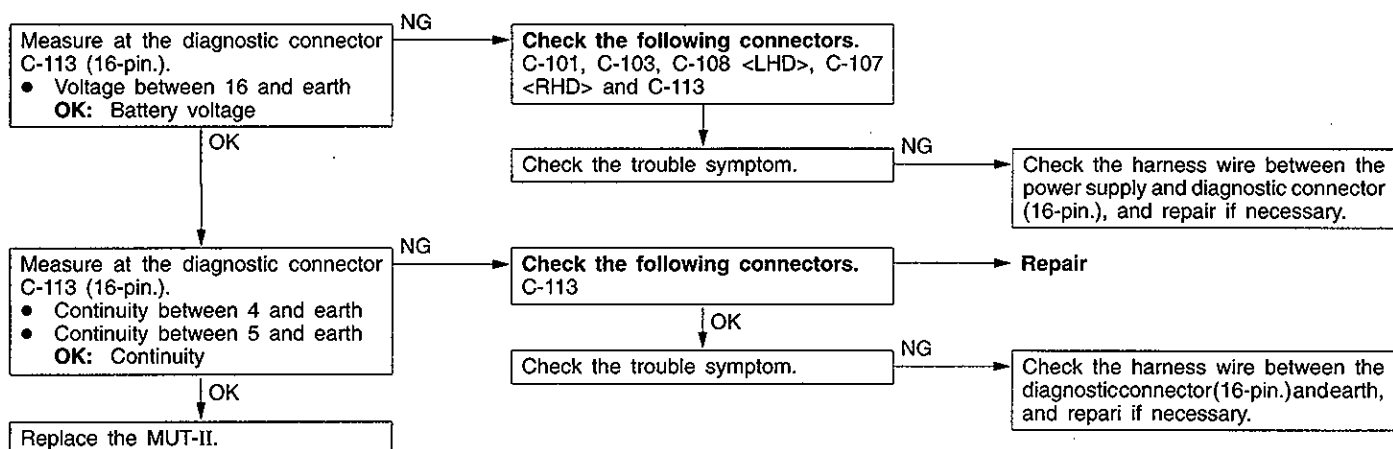 Measure at the diagnostic connector
C-113 (16-pin.).
● Voltage between 16 and earth
OK: Battery voltage
NG
Check the following connectors.
C-101, C-103, C-108 <LHD>, C-107
<RHD> and C-113
OK
Check the trouble symptom.
NG
Check the harness wire between the
power supply and diagnostic connector
(16-pin.), and repair if necessary.
Measure at the diagnostic connector
C-113 (16-pin.).
● Continuity between 4 and earth
● Continuity between 5 and earth
OK: Continuity
NG
Check the following connectors.
C-113
Repair
OK
Check the trouble symptom.
NG
Check the harness wire between the
diagnosticconnector(16-pin.)andearth,
and repari if necessary.
OK
Replace the MUT-II.